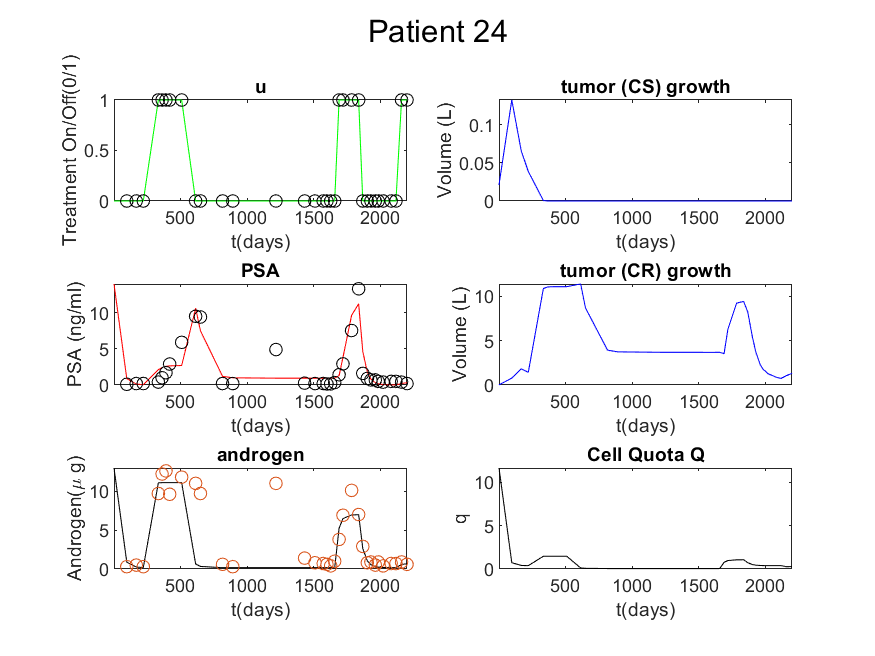 Patient 24
u
Treatment On/Off(0/1)
1
0.5
0
500 1000 1500 2000
t(days)
tumor (CS) growth
Volume (L)
0.1
0.05
0
500 1000 1500 2000
t(days)
PSA
PSA (ng/ml)
10
5
0
500 1000 1500 2000
t(days)
tumor (CR) growth
Volume (L)
10
5
0
500 1000 1500 2000
t(days)
androgen
Androgen(μ g)
10
5
0
500 1000 1500 2000
t(days)
Cell Quota Q
q
10
5
0
500 1000 1500 2000
t(days)